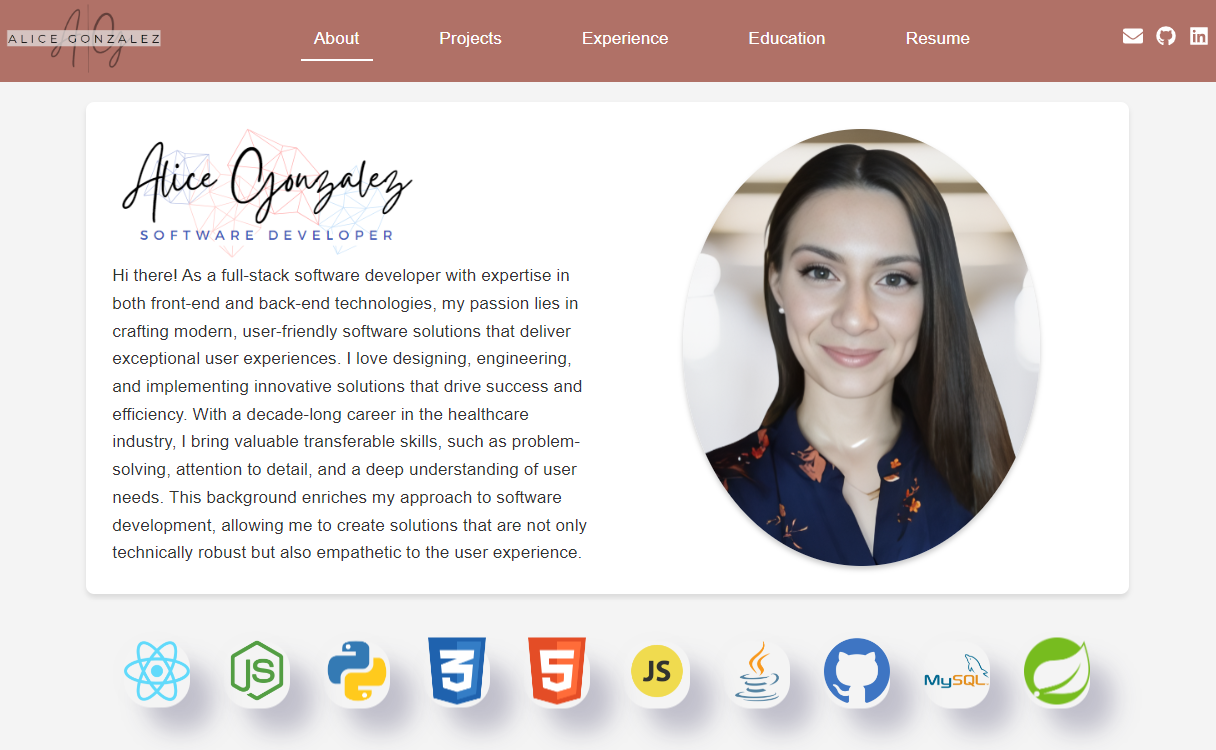 ALICE GONZALEZ
A|G
About
Projects
Experience
Education
Resume
in
Alice Gonzalez
SOFTWARE DEVELOPER
Hi there! As a full-stack software developer with expertise in
both front-end and back-end technologies, my passion lies in
crafting modern, user-friendly software solutions that deliver
exceptional user experiences. I love designing, engineering,
and implementing innovative solutions that drive success and
efficiency. With a decade-long career in the healthcare
industry, I bring valuable transferable skills, such as problem-
solving, attention to detail, and a deep understanding of user
needs. This background enriches my approach to software
development, allowing me to create solutions that are not only
technically robust but also empathetic to the user experience.
JS
3
5
JS
MySQL